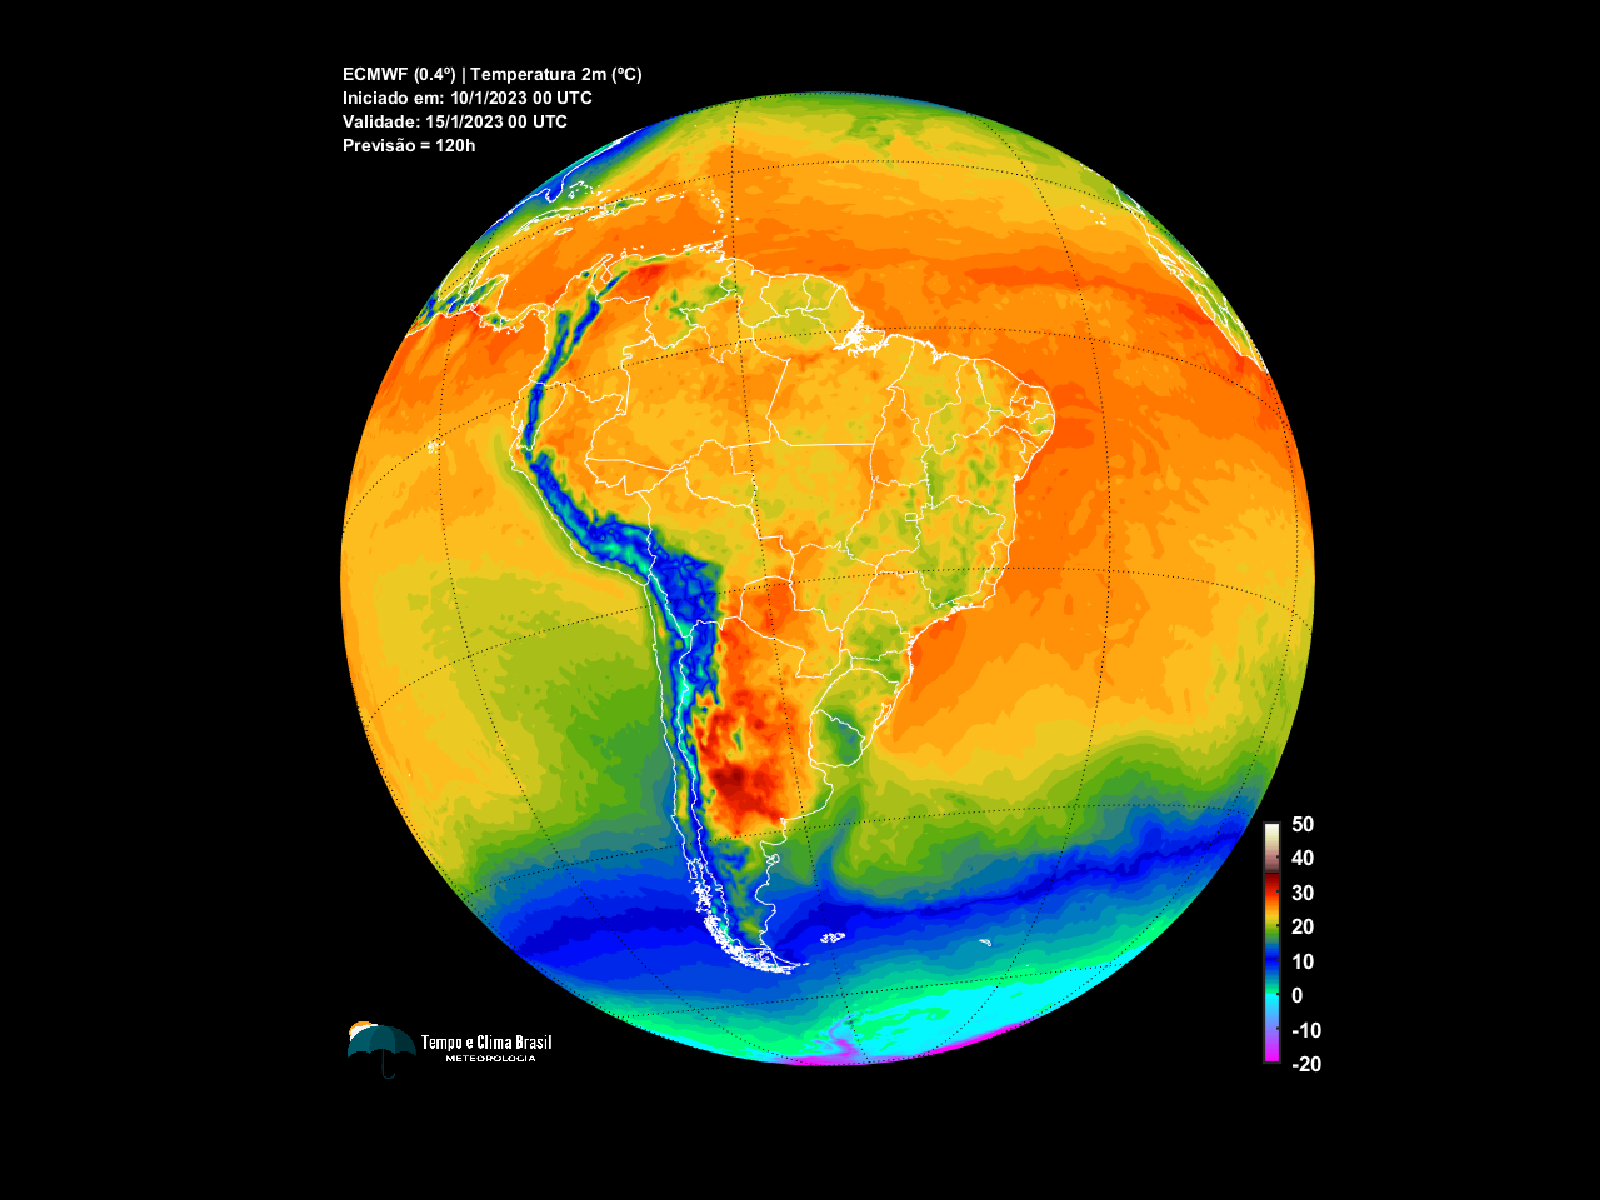 ECMWF (0.4º) | Temperatura 2m (ºC)
Iniciado em: 10/1/2023 00 UTC
Validade: 15/1/2023 00 UTC
Previsão = 120h
50
40
30
20
10
0
-10
-20
Tempo e Clima Brasil
METEOROLOGIA